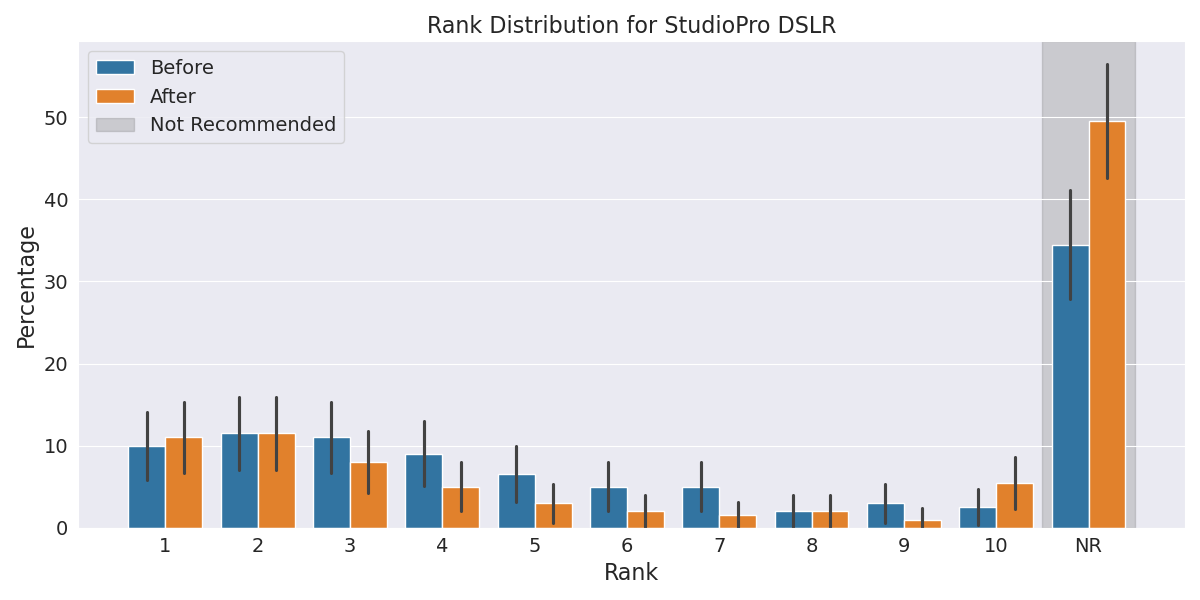 Rank Distribution for StudioPro DSLR
Before
After
Not Recommended
Percentage
50
40
30
20
10
0
1 2 3 4 5 6 7 8 9 10 NR
Rank